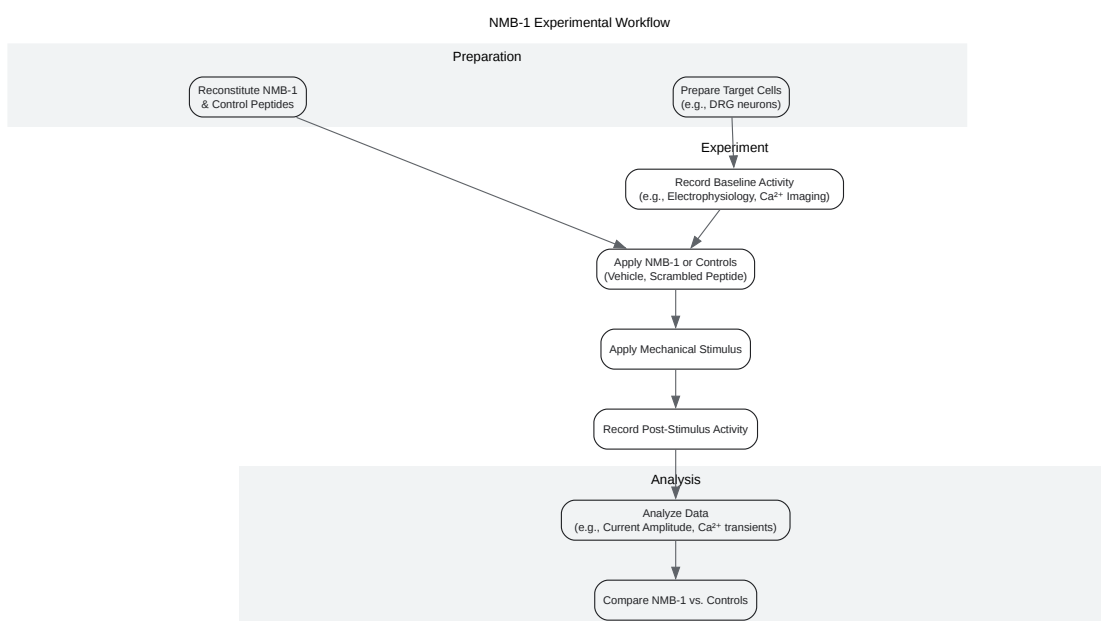 NMB-1 Experimental Workflow
Preparation
Reconstitute NMB-1
& Control Peptides
Prepare Target Cells
(e.g., DRG neurons)
Experiment
Record Baseline Activity
(e.g., Electrophysiology, Ca²⁺ Imaging)
Apply NMB-1 or Controls
(Vehicle, Scrambled Peptide)
Apply Mechanical Stimulus
Record Post-Stimulus Activity
Analysis
Analyze Data
(e.g., Current Amplitude, Ca²⁺ transients)
Compare NMB-1 vs. Controls